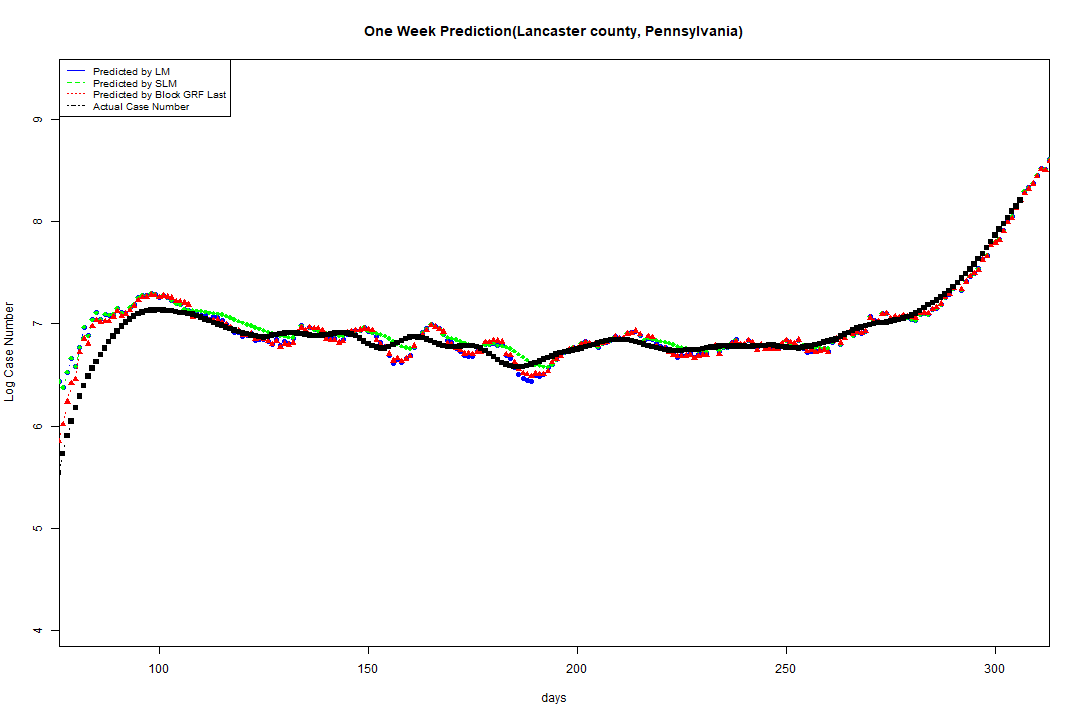 One Week Prediction(Lancaster county, Pennsylvania)
Predicted by LM
Predicted by SLM
Predicted by Block GRF Last
Actual Case Number
9
8
7
6
5
4
Log Case Number
100 150 200 250 300
days